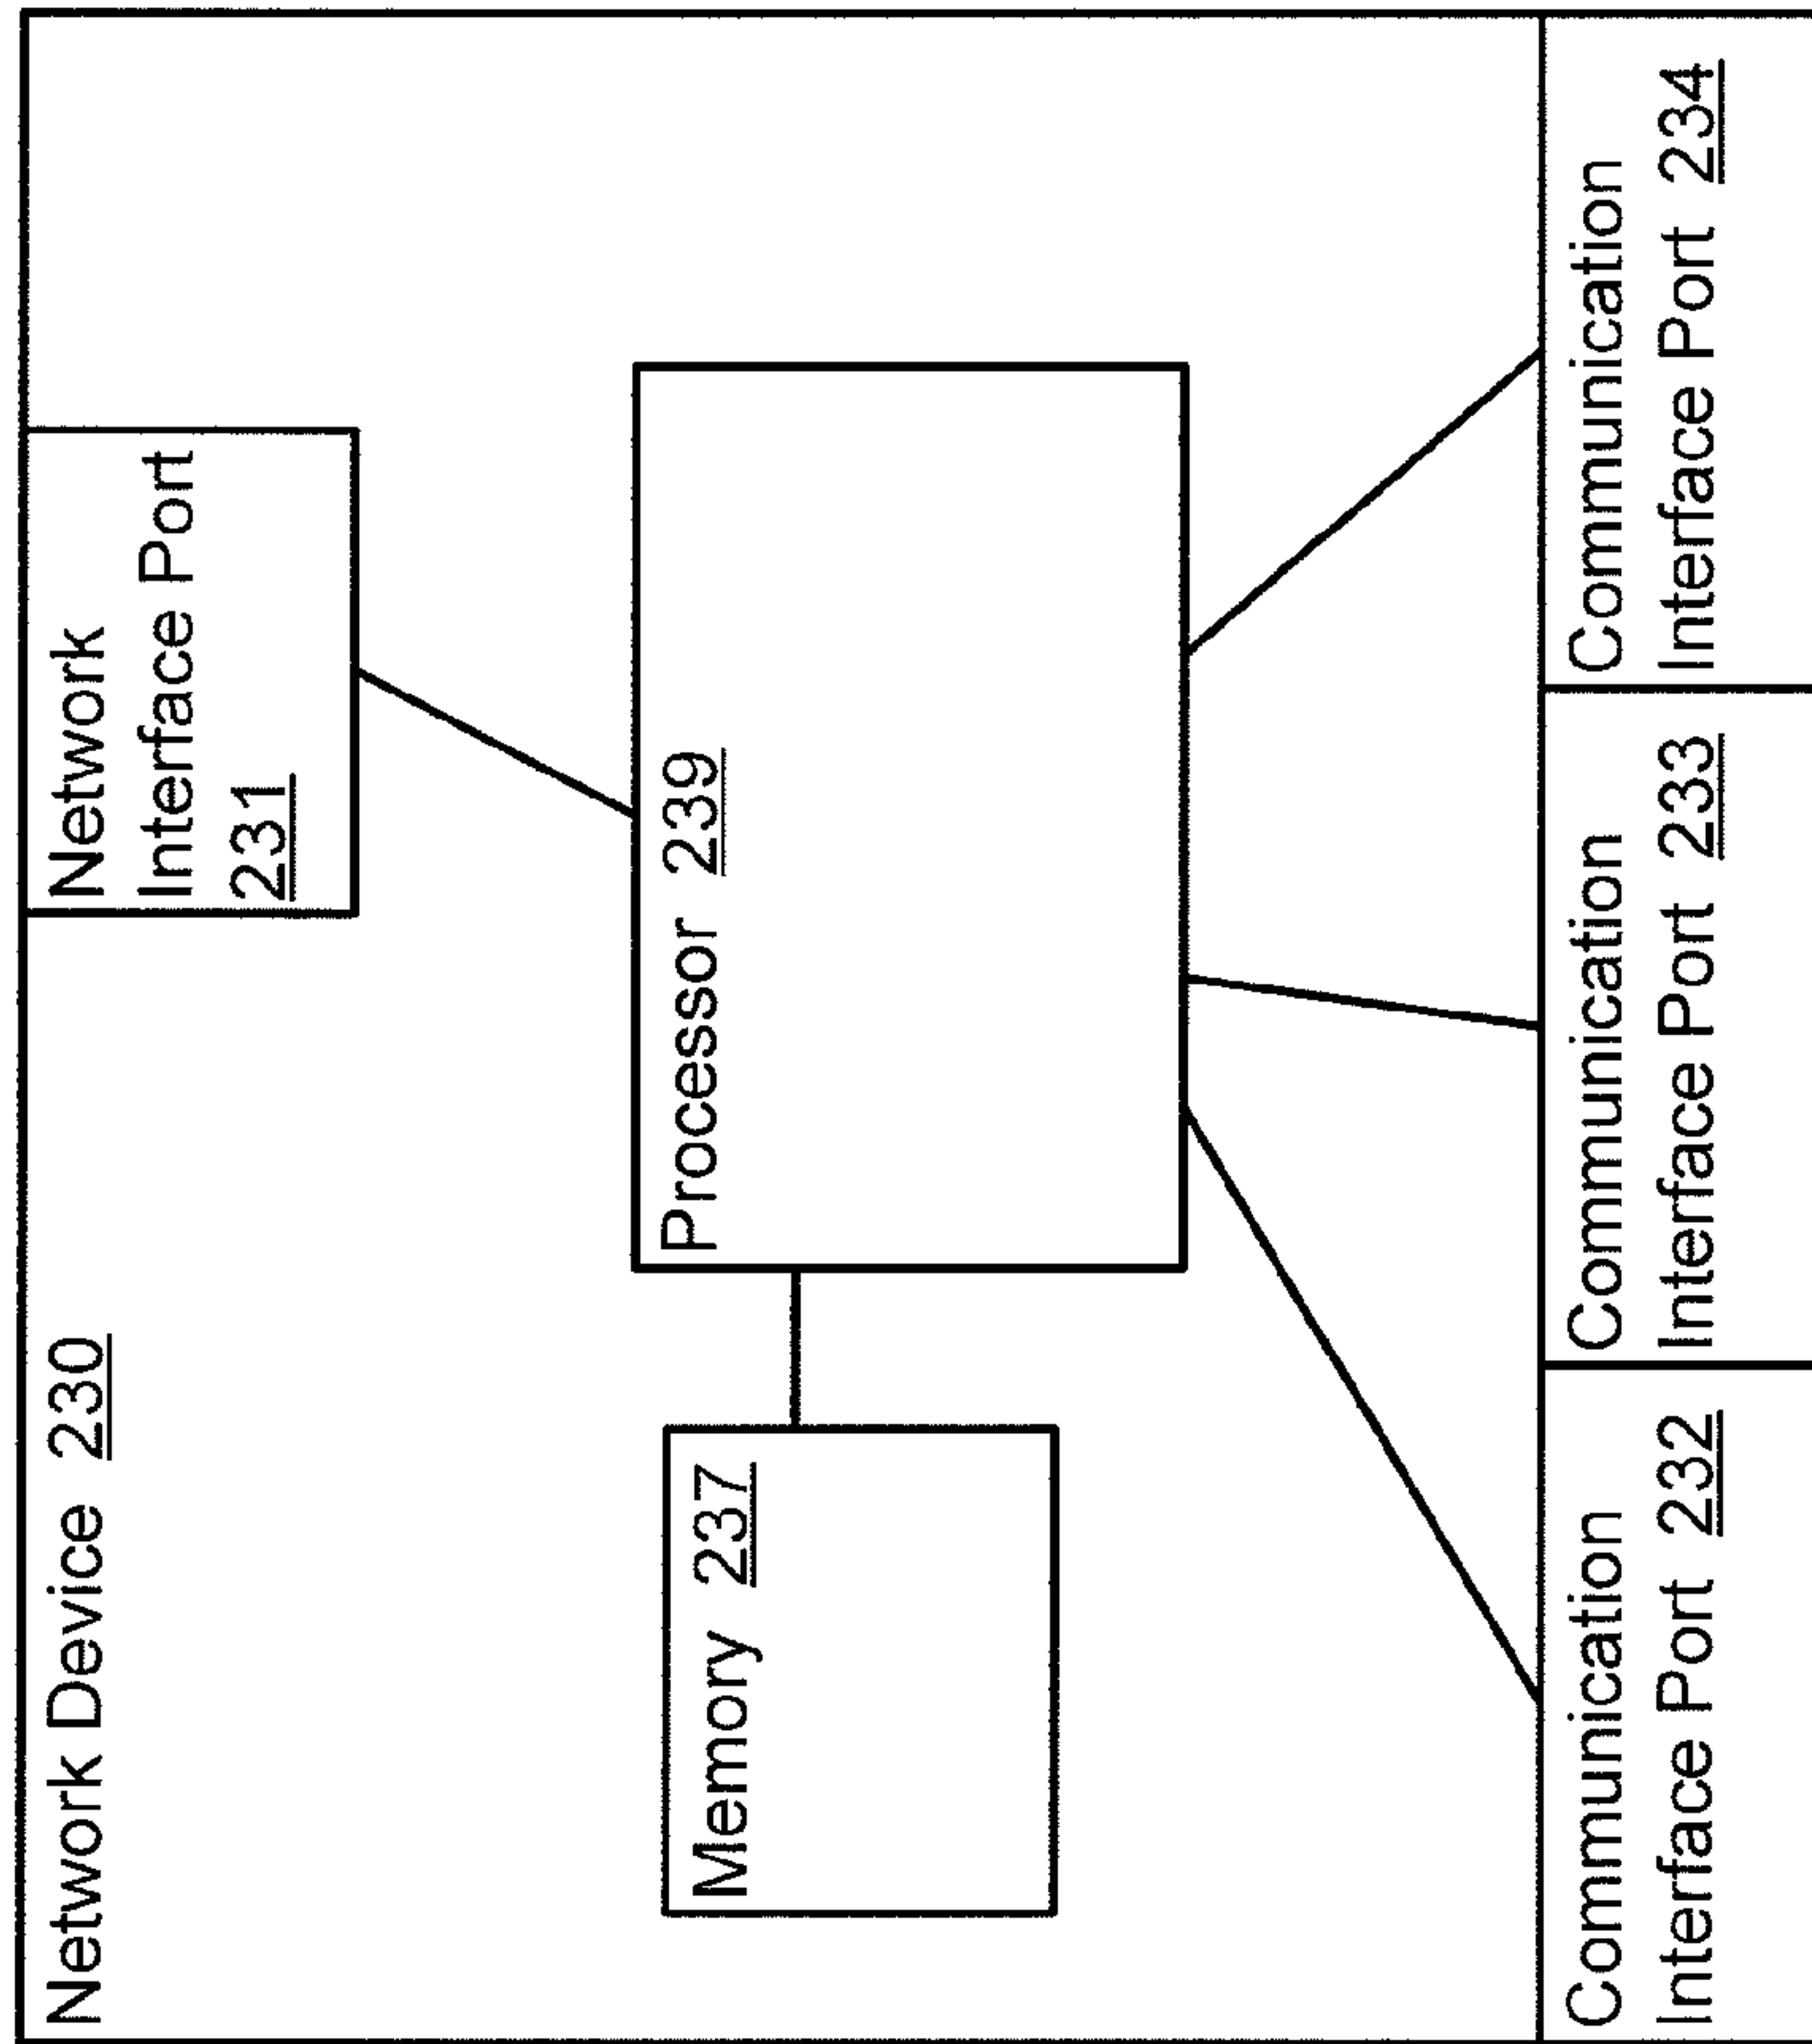 Network Device 230
Network
Interface Port
231
Processor 239
Memory 237
Communication
Interface Port 232
Communication
Interface Port 233
Communication
Interface Port 234